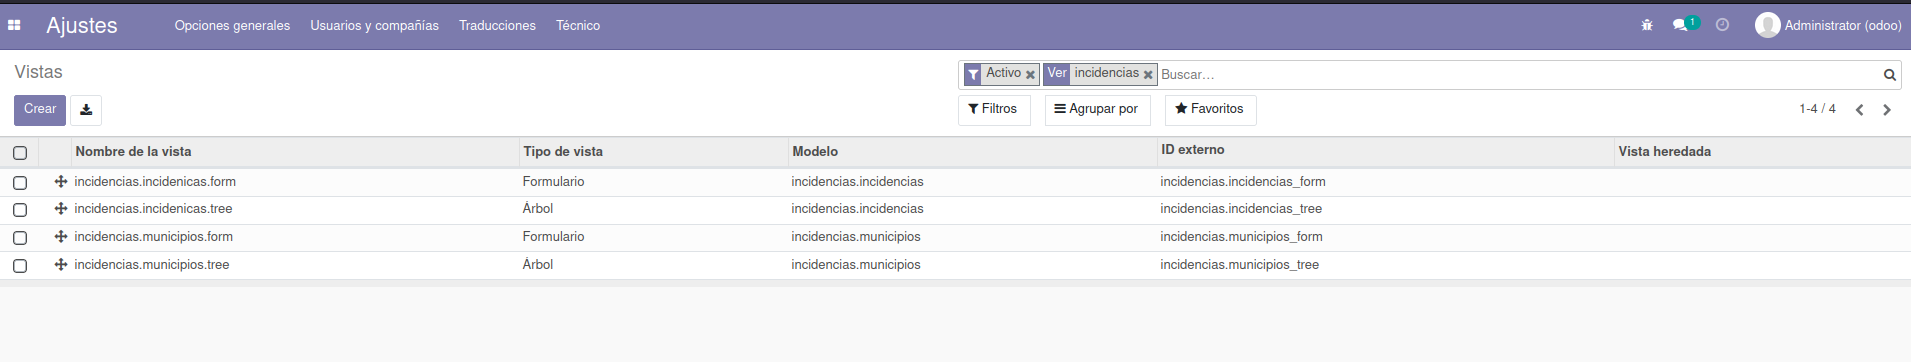 Ajustes Opciones generales Usuarios y compañías Traducciones Técnico 1 Administrator (odoo)
Vistas Activo Ver incidencias Buscar...
Crear Filtros Agrupar por Favoritos 1-4 / 4
Nombre de la vista Tipo de vista Modelo ID externo Vista heredada
incidencias.incidenicas.form Formulario incidencias.incidencias incidencias.incidencias_form
incidencias.incidenicas.tree Árbol incidencias.incidencias incidencias.incidencias_tree
incidencias.municipios.form Formulario incidencias.municipios incidencias.municipios_form
incidencias.municipios.tree Árbol incidencias.municipios incidencias.municipios_tree